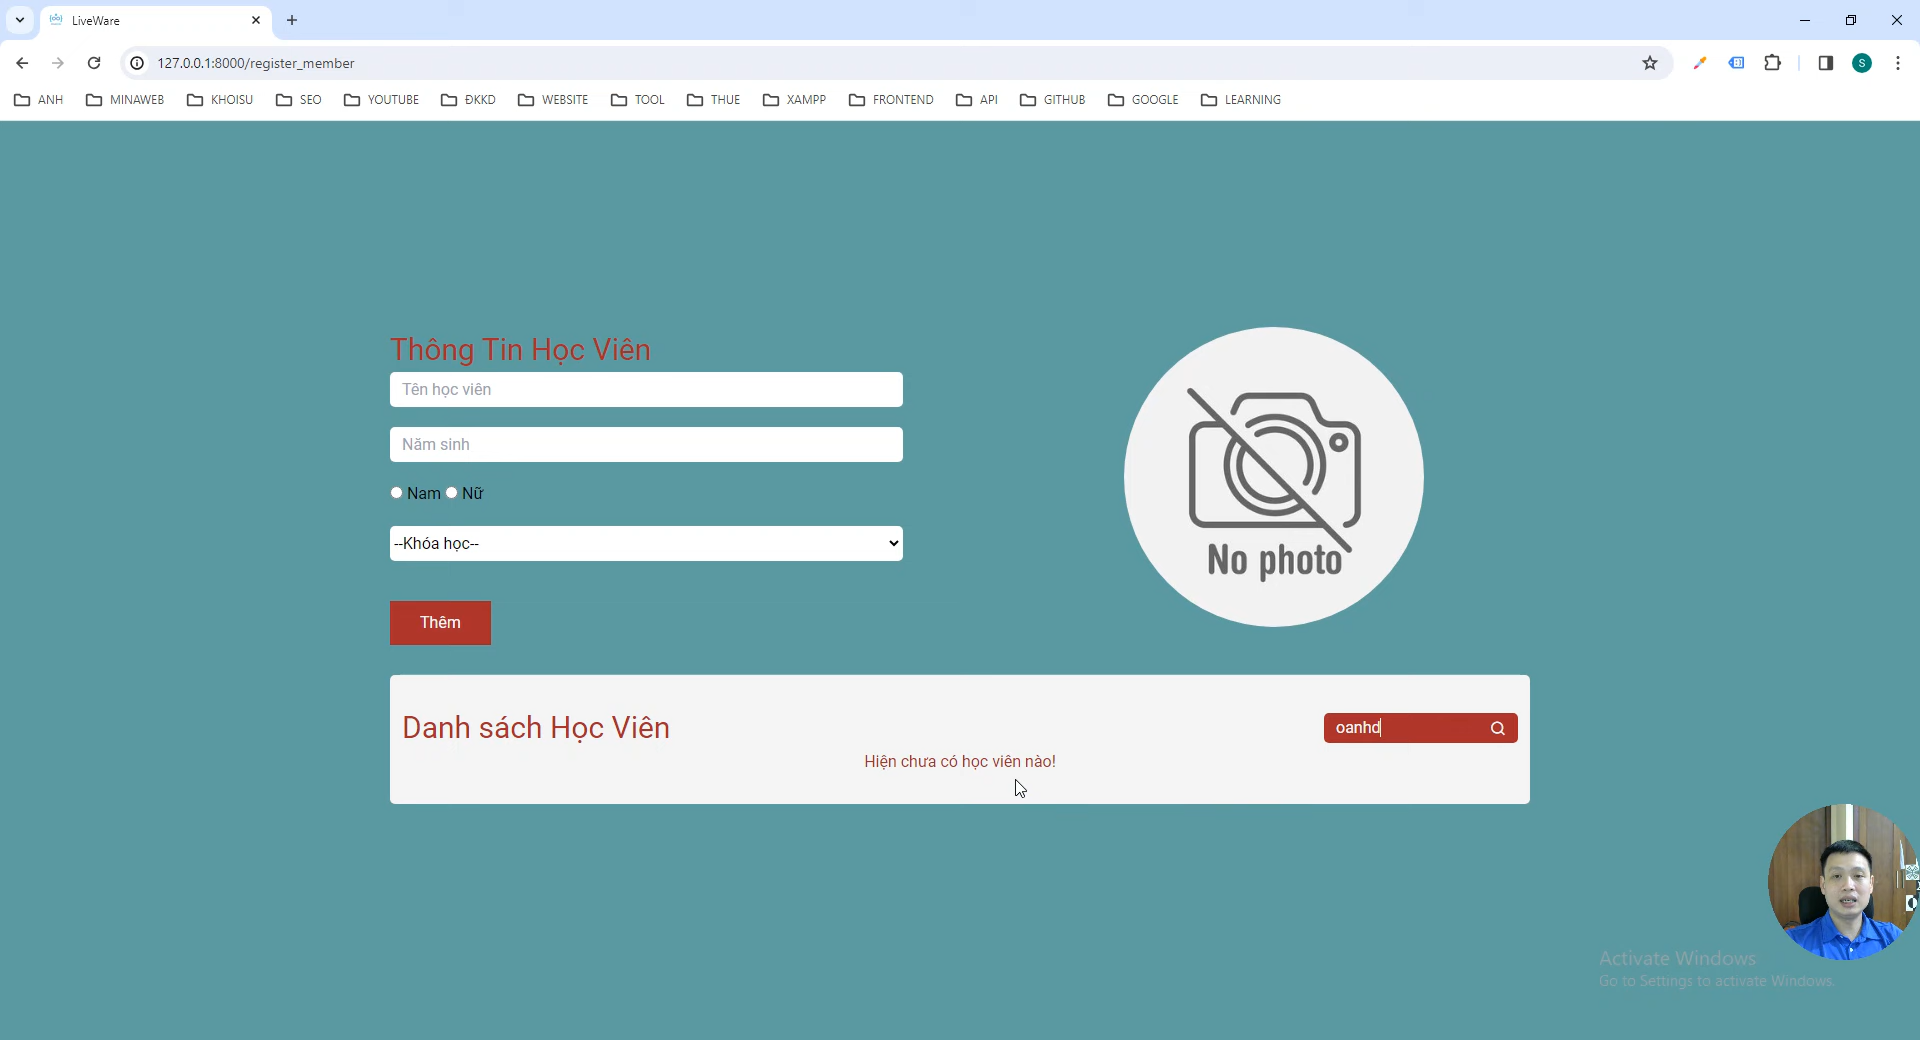 LiveWare
127.0.0.1:8000/register_member
S
ANH MINAWEB KHOISU SEO YOUTUBE ĐKKD WEBSITE TOOL THUE XAMPP FRONTEND API GITHUB GOOGLE LEARNING
Thông Tin Học Viên
Tên học viên
Năm sinh
Nam Nữ
--Khóa học--
No photo
Thêm
Danh sách Học Viên
oanhd
Hiện chưa có học viên nào!
Activate Windows
Go to Settings to activate Windows.